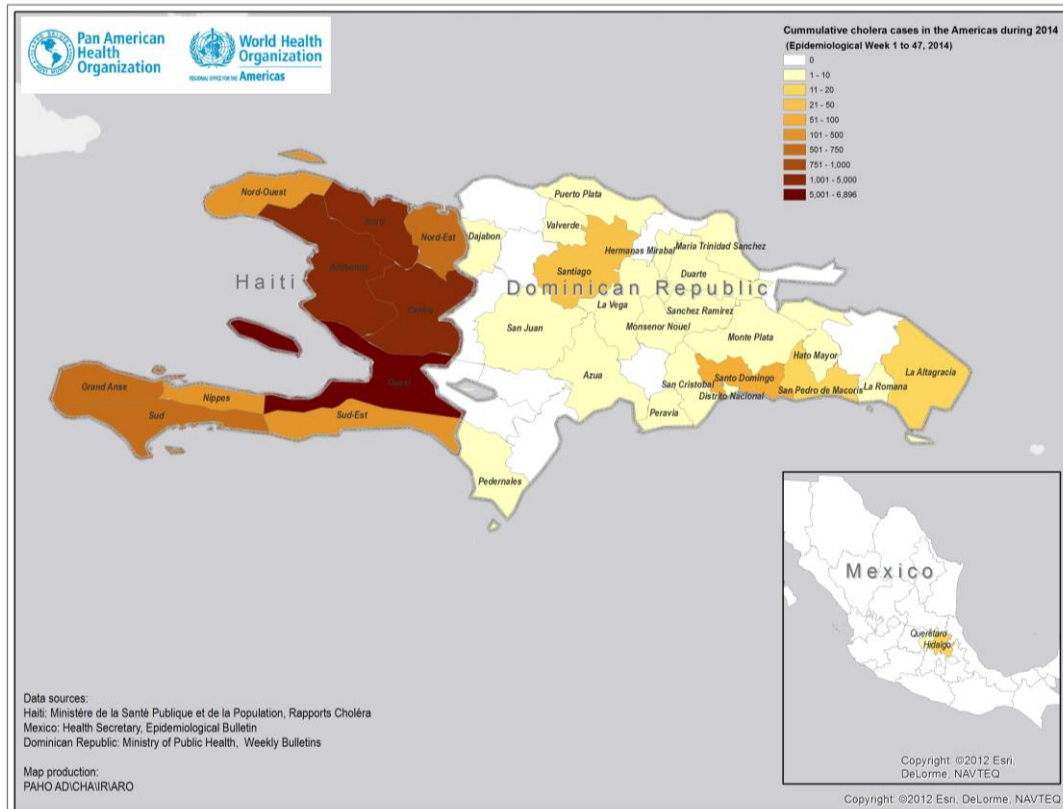 Pan American
Health
Organization
World Health
Organization
REGIONAL OFFICE FOR THE Americas
Cummulative cholera cases in the Americas during 2014
(Epidemiological Week 1 to 47, 2014)
0
1 - 10
11 - 20
21 - 50
51 - 100
101 - 500
501 - 750
751 - 1,000
1,001 - 5,000
5,001 - 6,896
Nord-Ouest
Nord
Nord-Est
Dajabon
Puerto Plata
Valverde
Hermanas Mirabal
Maria Trinidad Sanchez
Artibonite
Haiti
Santiago
Duarte
Dominican Republic
La Vega
Sanchez Ramirez
Centre
San Juan
Monsenor Nouel
Monte Plata
Hato Mayor
La Altagracia
Ouest
Azua
Santo Domingo
San Cristobal
San Pedro de Macoris
La Romana
Distrito Nacional
Grand Anse
Nippes
Sud
Sud-Est
Peravia
Pedernales
Mexico
Querétaro
Hidalgo
Copyright: ©2012 Esri,
DeLorme, NAVTEQ
Data sources:
Haiti: Ministére de la Santé Publique et de la Population, Rapports Choléra
Mexico: Health Secretary, Epidemiological Bulletin
Dominican Republic: Ministry of Public Health, Weekly Bulletins
Map production:
PAHO AD\CHA\IR\ARO
Copyright: ©2012 Esri, DeLorme, NAVTEQ